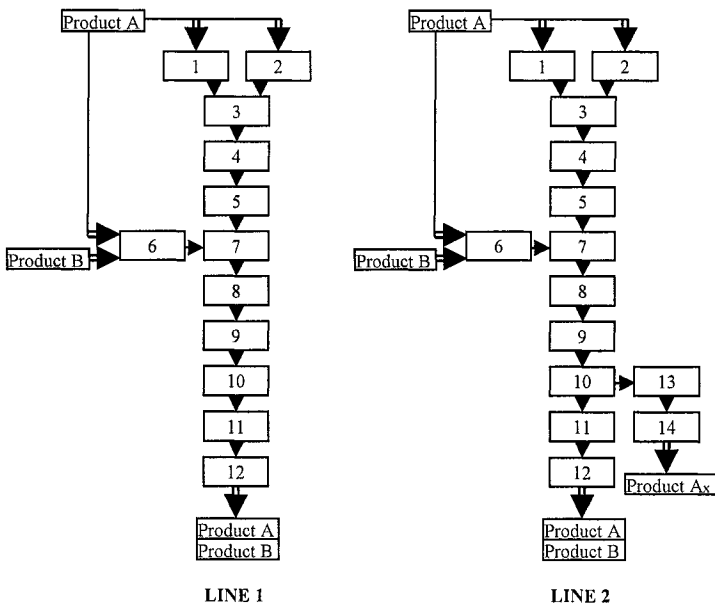 Product A
1 2
3
4
5
6 7
Product B
8
9
10
11
12
Product A
Product B
LINE 1
Product A
1 2
3
4
5
6 7
Product B
8
9
10 13
11 14
12
Product Ax
Product A
Product B
LINE 2